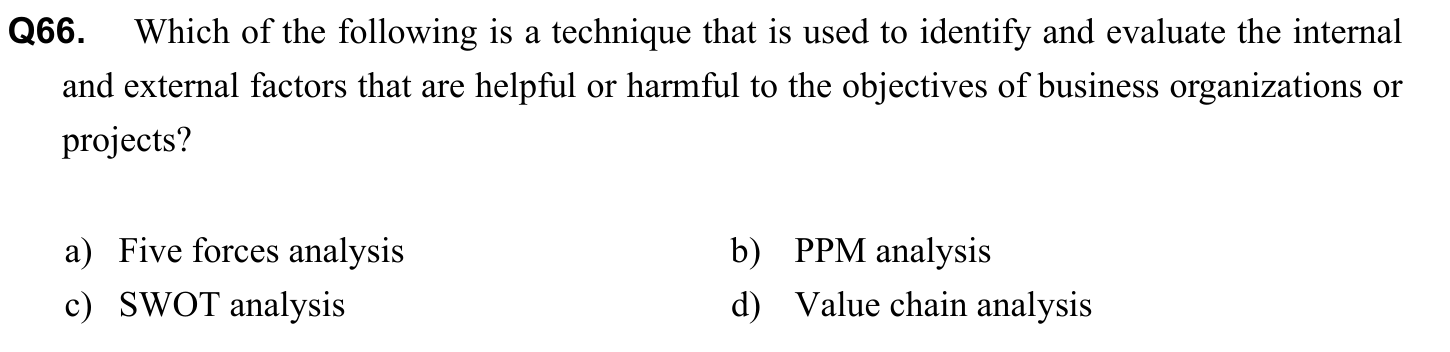 Q66. Which of the following is a technique that is used to identify and evaluate the internal
and external factors that are helpful or harmful to the objectives of business organizations or
projects?
a) Five forces analysis b) PPM analysis
c) SWOT analysis d) Value chain analysis